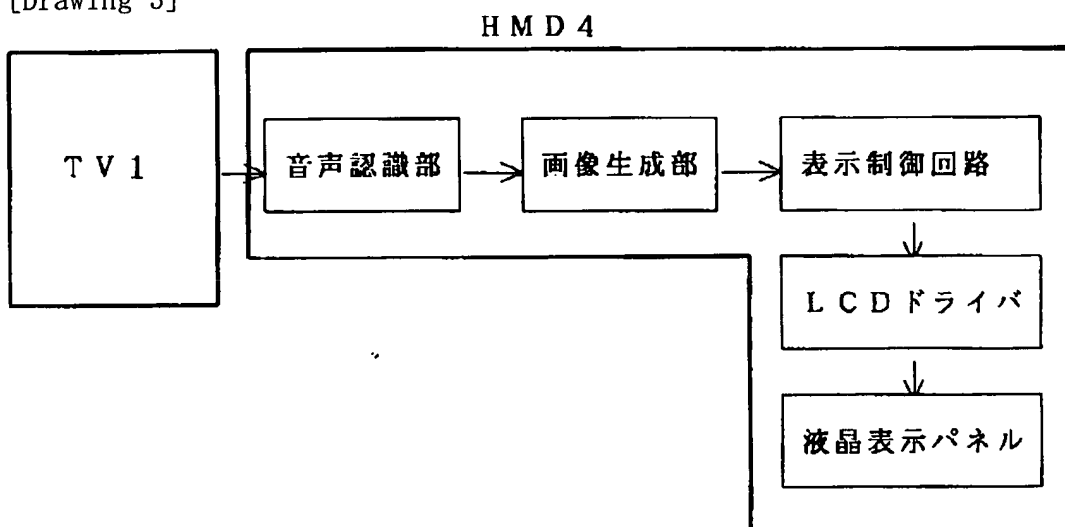 [Drawing 3]
HMD4
TV1
音声認識部
画像生成部
表示制御回路
LCDドライバ
液晶表示パネル